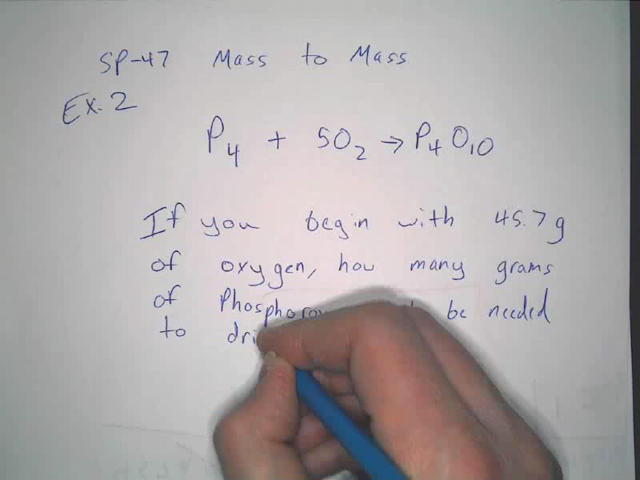 SP-47 Mass to Mass
Ex. 2
P₄ + 5O₂ → P₄O₁₀
If you begin with 45.7g
of oxygen, how many grams
of be needed
to